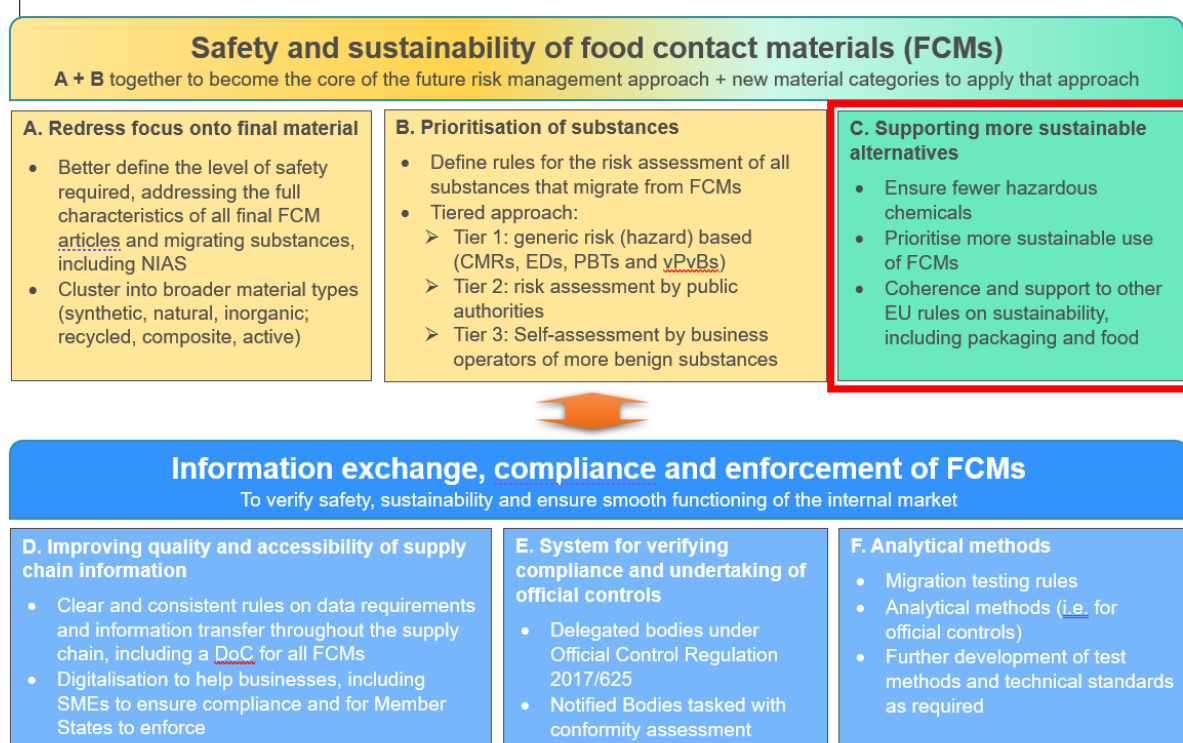 Safety and sustainability of food contact materials (FCMs)
A + B together to become the core of the future risk management approach + new material categories to apply that approach
A. Redress focus onto final material
• Better define the level of safety
required, addressing the full
characteristics of all final FCM
articles and migrating substances,
including NIAS
• Cluster into broader material types
(synthetic, natural, inorganic;
recycled, composite, active)
B. Prioritisation of substances
• Define rules for the risk assessment of all
substances that migrate from FCMs
• Tiered approach:
➢ Tier 1: generic risk (hazard) based
(CMRs, EDs, PBTs and vPvBs)
➢ Tier 2: risk assessment by public
authorities
➢ Tier 3: Self-assessment by business
operators of more benign substances
C. Supporting more sustainable
alternatives
• Ensure fewer hazardous
chemicals
• Prioritise more sustainable use
of FCMs
• Coherence and support to other
EU rules on sustainability,
including packaging and food
Information exchange, compliance and enforcement of FCMs
To verify safety, sustainability and ensure smooth functioning of the internal market
D. Improving quality and accessibility of supply
chain information
• Clear and consistent rules on data requirements
and information transfer throughout the supply
chain, including a DoC for all FCMs
• Digitalisation to help businesses, including
SMEs to ensure compliance and for Member
States to enforce
E. System for verifying
compliance and undertaking of
official controls
• Delegated bodies under
Official Control Regulation
2017/625
• Notified Bodies tasked with
conformity assessment
F. Analytical methods
• Migration testing rules
• Analytical methods (i.e. for
official controls)
• Further development of test
methods and technical standards
as required